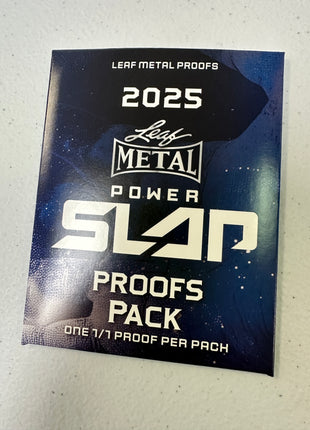 LEAF METAL PROOFS
2025
Leaf
METAL
POWER
SLAP
PROOFS
PACK
ONE 1/1 PROOF PER PACK